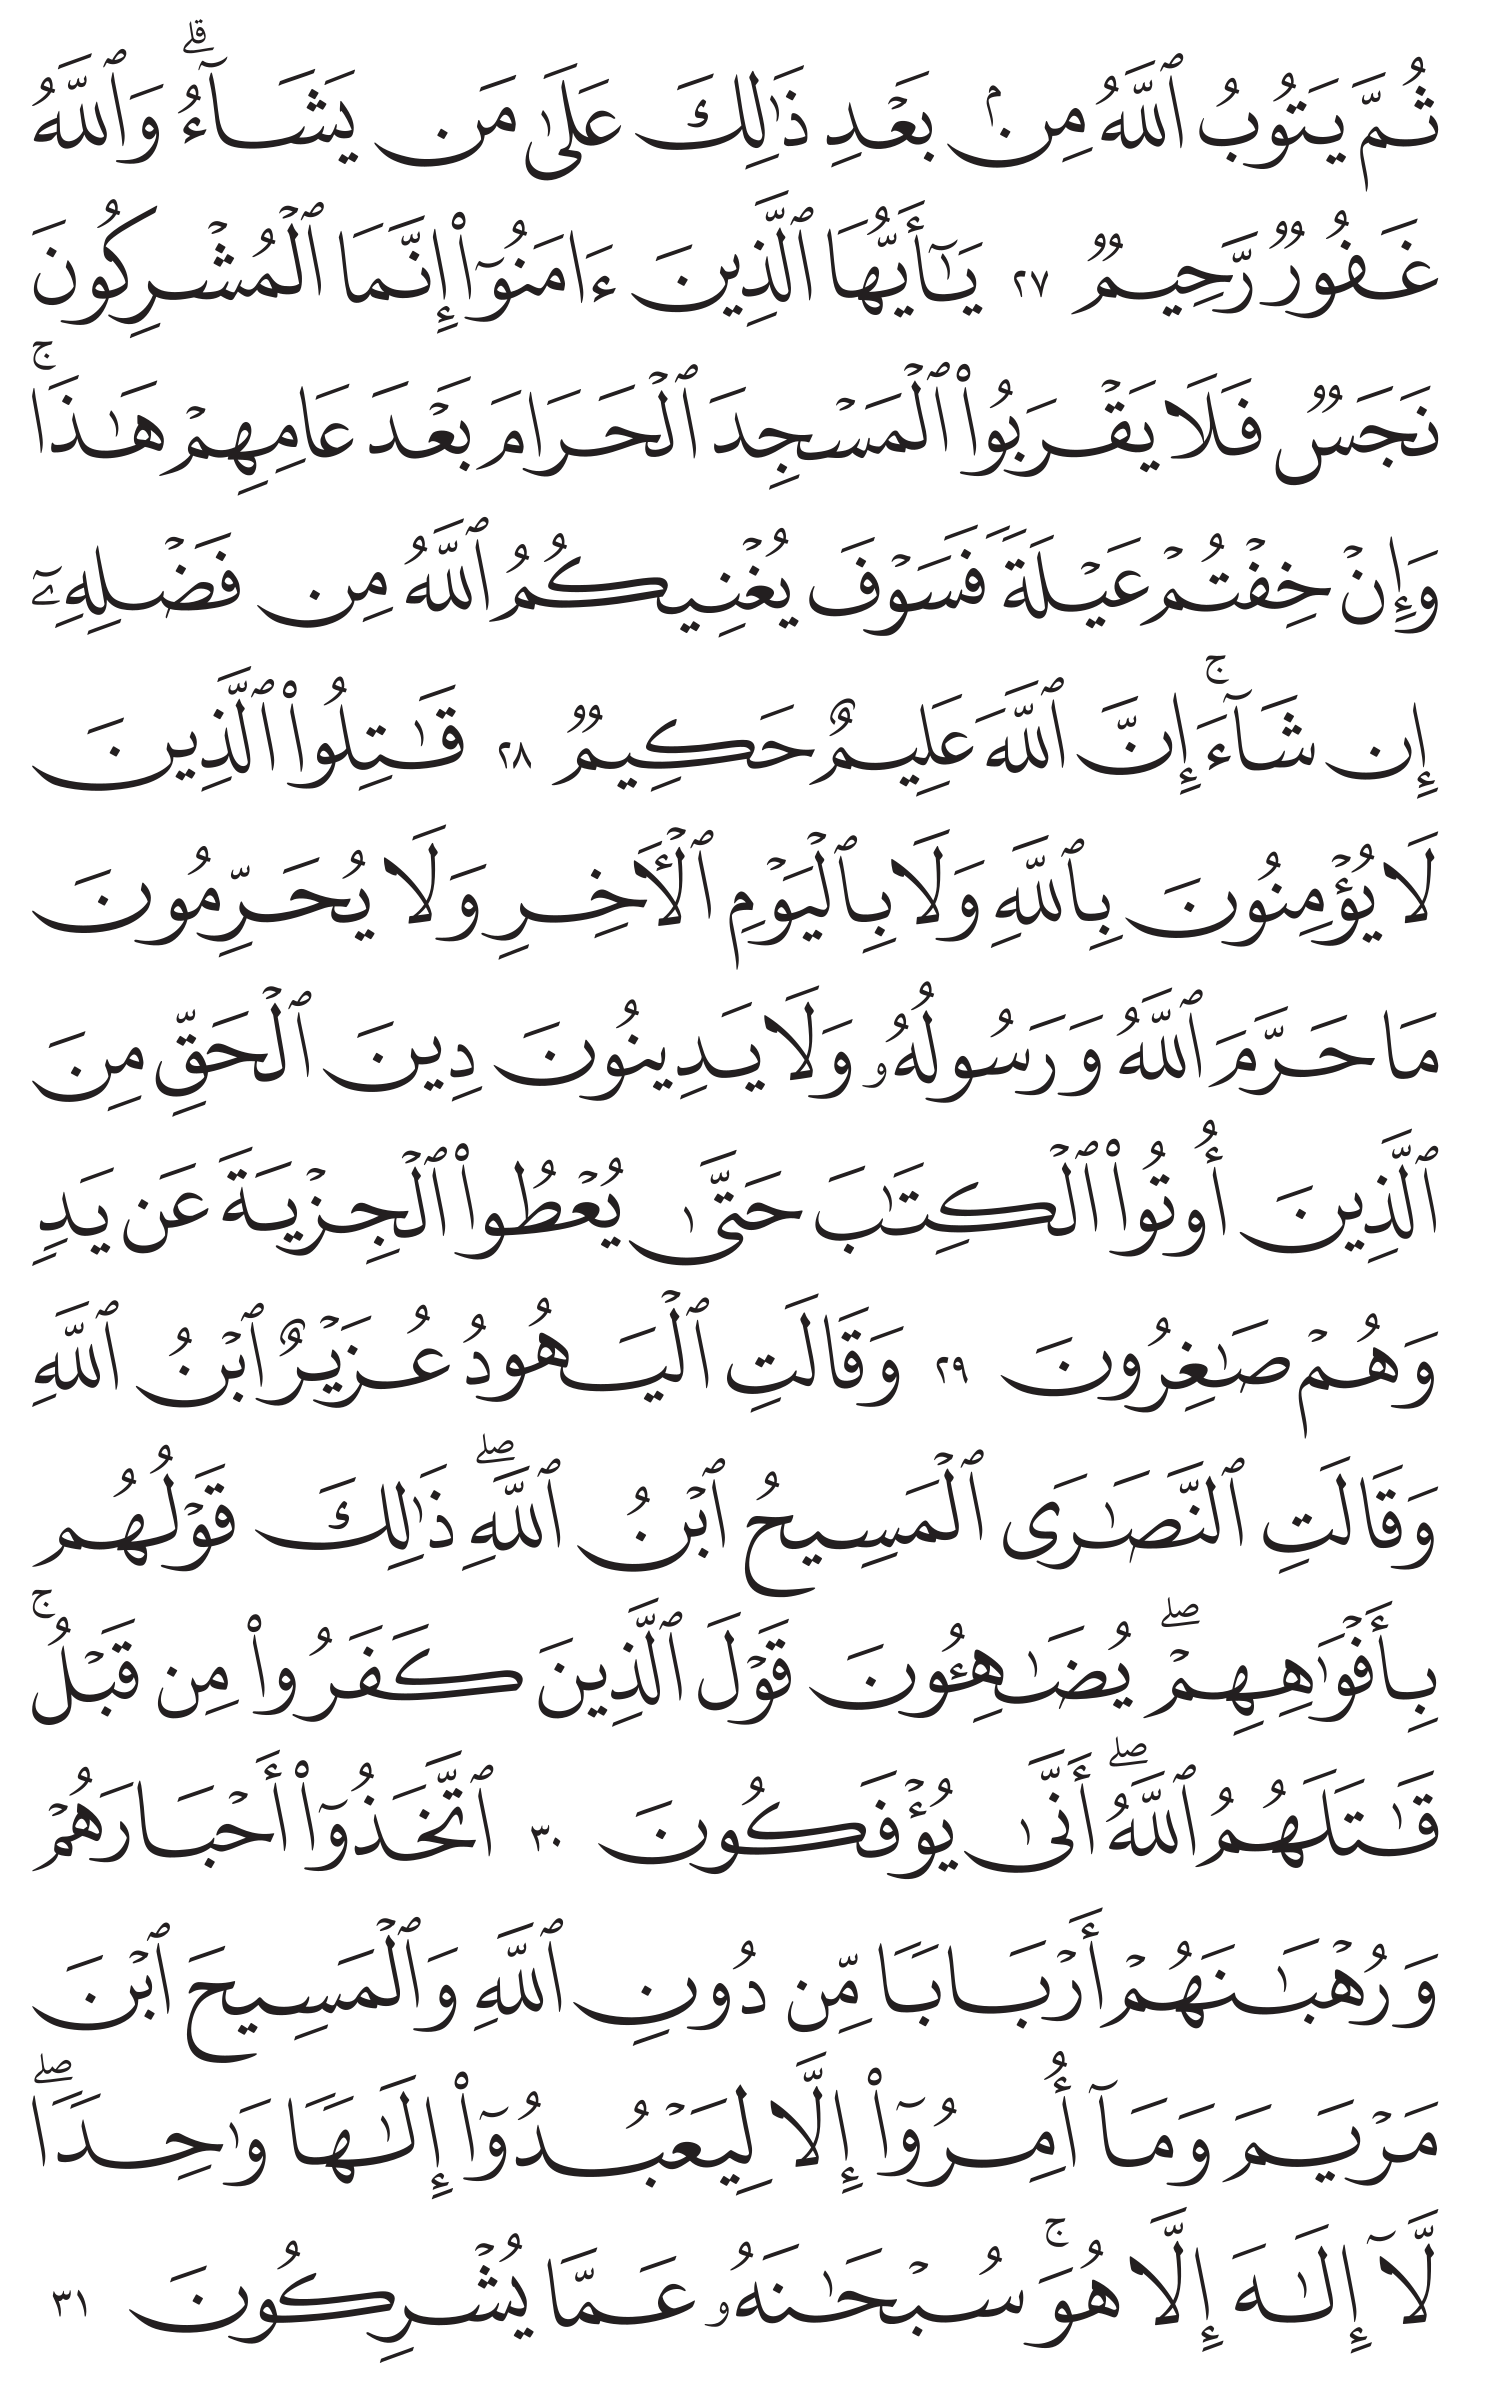 ثُمَّ يَتُوبُ ٱللَّهُ مِنۢ بَعۡدِ ذَٰلِكَ عَلَىٰ مَن يَشَآءُۗ وَٱللَّهُ
غَفُورٞ رَّحِيمٞ ٢٧ يَٰٓأَيُّهَا ٱلَّذِينَ ءَامَنُوٓاْ إِنَّمَا ٱلۡمُشۡرِكُونَ
نَجَسٞ فَلَا يَقۡرَبُواْ ٱلۡمَسۡجِدَ ٱلۡحَرَامَ بَعۡدَ عَامِهِمۡ هَٰذَاۚ
وَإِنۡ خِفۡتُمۡ عَيۡلَةٗ فَسَوۡفَ يُغۡنِيكُمُ ٱللَّهُ مِن فَضۡلِهِۦٓ
إِن شَآءَۚ إِنَّ ٱللَّهَ عَلِيمٌ حَكِيمٞ ٢٨ قَٰتِلُواْ ٱلَّذِينَ
لَا يُؤۡمِنُونَ بِٱللَّهِ وَلَا بِٱلۡيَوۡمِ ٱلۡأٓخِرِ وَلَا يُحَرِّمُونَ
مَا حَرَّمَ ٱللَّهُ وَرَسُولُهُۥ وَلَا يَدِينُونَ دِينَ ٱلۡحَقِّ مِنَ
ٱلَّذِينَ أُوتُواْ ٱلۡكِتَٰبَ حَتَّىٰ يُعۡطُواْ ٱلۡجِزۡيَةَ عَن يَدٖ
وَهُمۡ صَٰغِرُونَ ٢٩ وَقَالَتِ ٱلۡيَهُودُ عُزَيۡرٌ ٱبۡنُ ٱللَّهِ
وَقَالَتِ ٱلنَّصَٰرَى ٱلۡمَسِيحُ ٱبۡنُ ٱللَّهِۖ ذَٰلِكَ قَوۡلُهُم
بِأَفۡوَٰهِهِمۡۖ يُضَٰهِـُٔونَ قَوۡلَ ٱلَّذِينَ كَفَرُواْ مِن قَبۡلُۚ
قَٰتَلَهُمُ ٱللَّهُۖ أَنَّىٰ يُؤۡفَكُونَ ٣٠ ٱتَّخَذُوٓاْ أَحۡبَارَهُمۡ
وَرُهۡبَٰنَهُمۡ أَرۡبَابٗا مِّن دُونِ ٱللَّهِ وَٱلۡمَسِيحَ ٱبۡنَ
مَرۡيَمَ وَمَآ أُمِرُوٓاْ إِلَّا لِيَعۡبُدُوٓاْ إِلَٰهٗا وَٰحِدٗاۖ
لَّآ إِلَٰهَ إِلَّا هُوَۚ سُبۡحَٰنَهُۥ عَمَّا يُشۡرِكُونَ ٣١